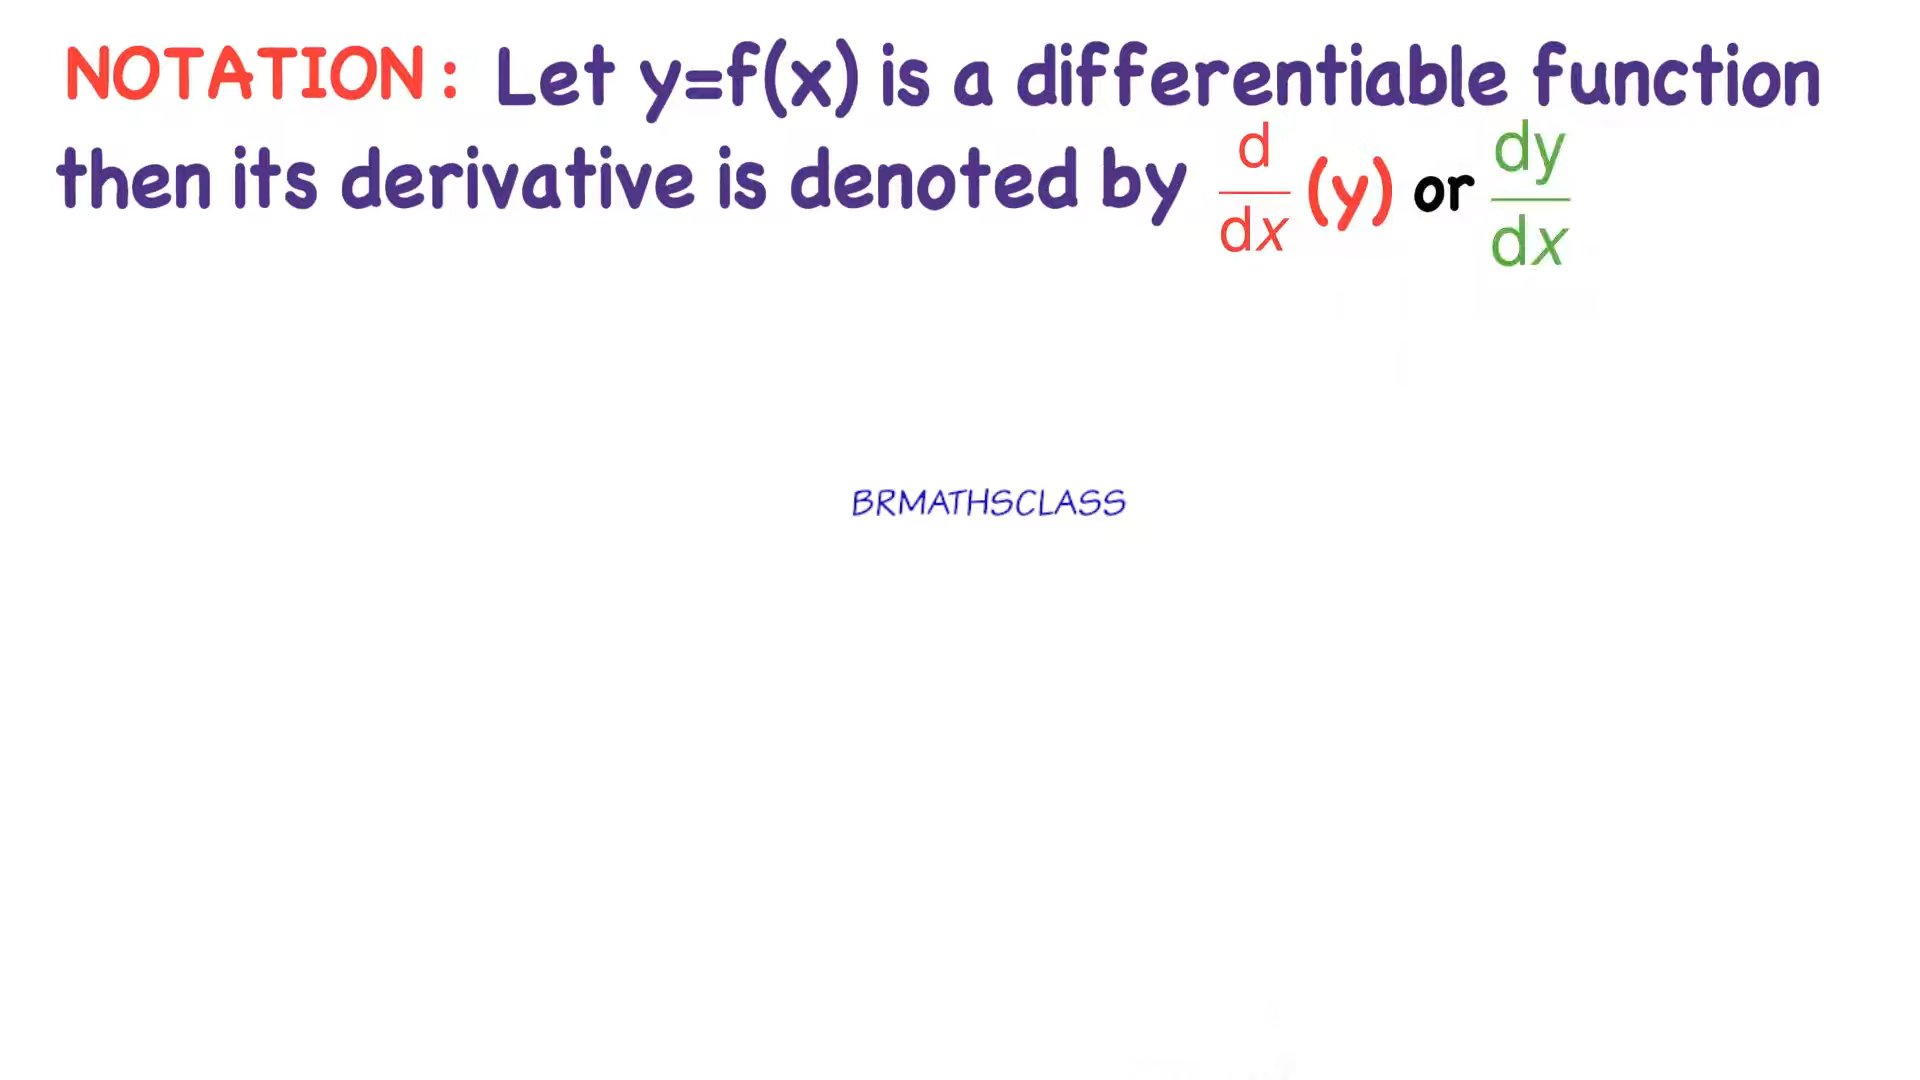 NOTATION : Let y=f(x) is a differentiable function
then its derivative is denoted by d/dx (y) or dy/dx
BRMATHSCLASS